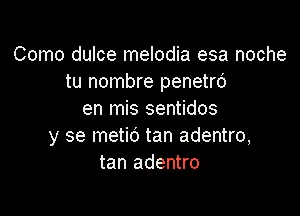 Como dulce melodia esa noche
tu nombre penetró
en mis sentidos
y se metió tan adentro,
tan adentro